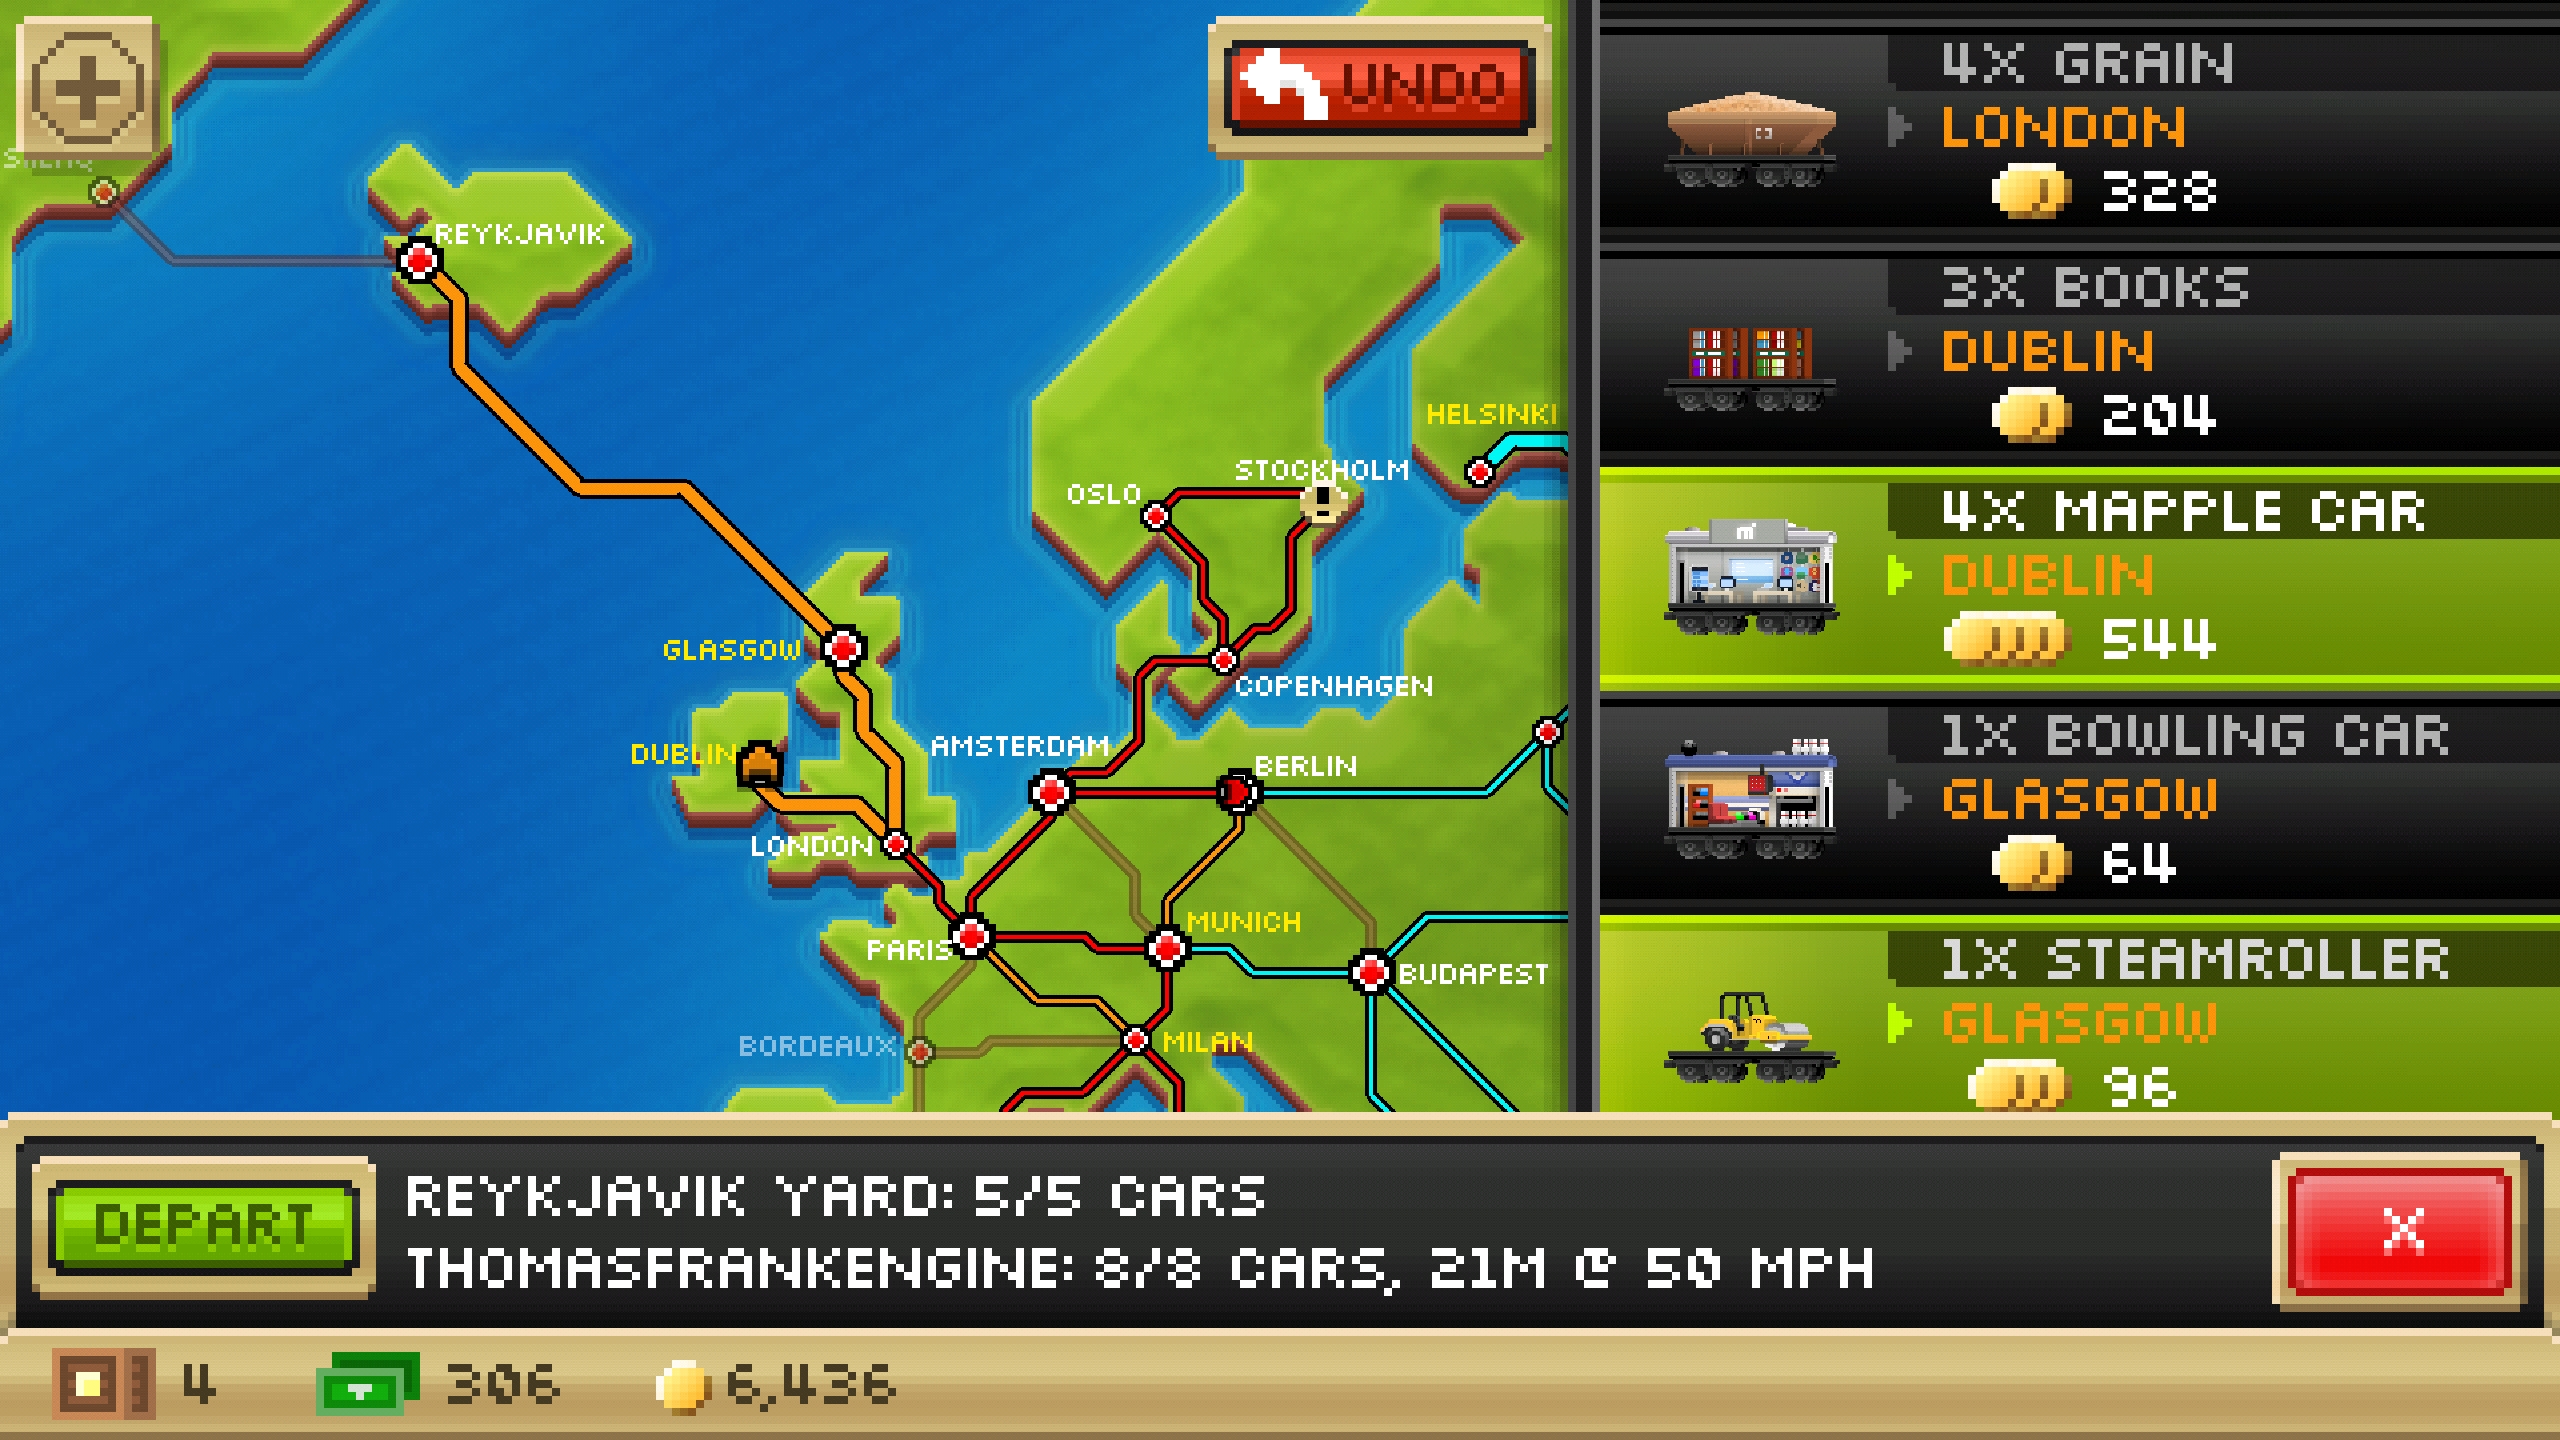 UNDO
REYKJAVIK
HELSINKI
STOCKHOLM
OSLO
GLASGOW
COPENHAGEN
DUBLIN
AMSTERDAM
BERLIN
LONDON
PARIS
MUNICH
BUDAPEST
BORDEAUX
MILAN
4X GRAIN
LONDON
328
3X BOOKS
DUBLIN
204
4X MAPPLE CAR
DUBLIN
544
1X BOWLING CAR
GLASGOW
64
1X STEAMROLLER
GLASGOW
96
DEPART
REYKJAVIK YARD: 5/5 CARS
THOMASFRANKENGINE: 8/8 CARS, 21M @ 50 MPH
X
4
306
6,436